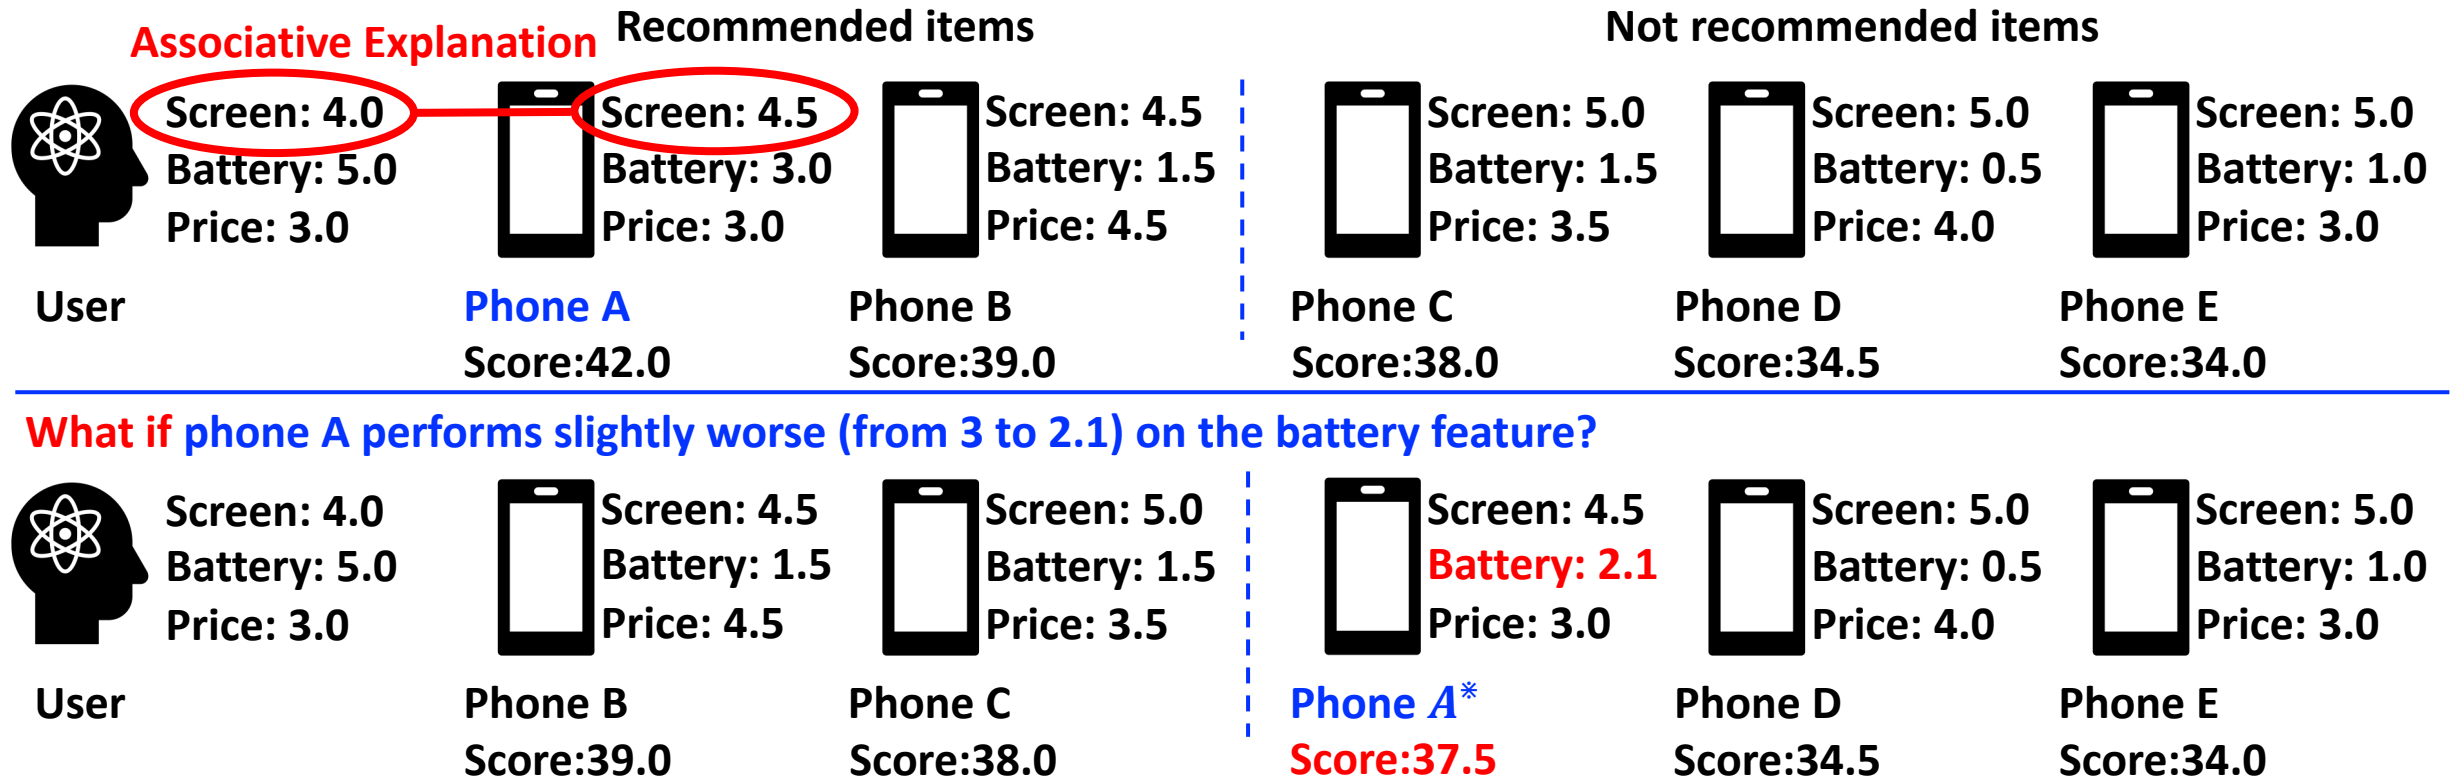 Associative Explanation
Recommended items
Not recommended items
Screen: 4.0
Battery: 5.0
Price: 3.0
User
Screen: 4.5
Battery: 3.0
Price: 3.0
Phone A
Score:42.0
Screen: 4.5
Battery: 1.5
Price: 4.5
Phone B
Score:39.0
Screen: 5.0
Battery: 1.5
Price: 3.5
Phone C
Score:38.0
Screen: 5.0
Battery: 0.5
Price: 4.0
Phone D
Score:34.5
Screen: 5.0
Battery: 1.0
Price: 3.0
Phone E
Score:34.0
What if phone A performs slightly worse (from 3 to 2.1) on the battery feature?
Screen: 4.0
Battery: 5.0
Price: 3.0
User
Screen: 4.5
Battery: 1.5
Price: 4.5
Phone B
Score:39.0
Screen: 5.0
Battery: 1.5
Price: 3.5
Phone C
Score:38.0
Screen: 4.5
Battery: 2.1
Price: 3.0
Phone A*
Score:37.5
Screen: 5.0
Battery: 0.5
Price: 4.0
Phone D
Score:34.5
Screen: 5.0
Battery: 1.0
Price: 3.0
Phone E
Score:34.0